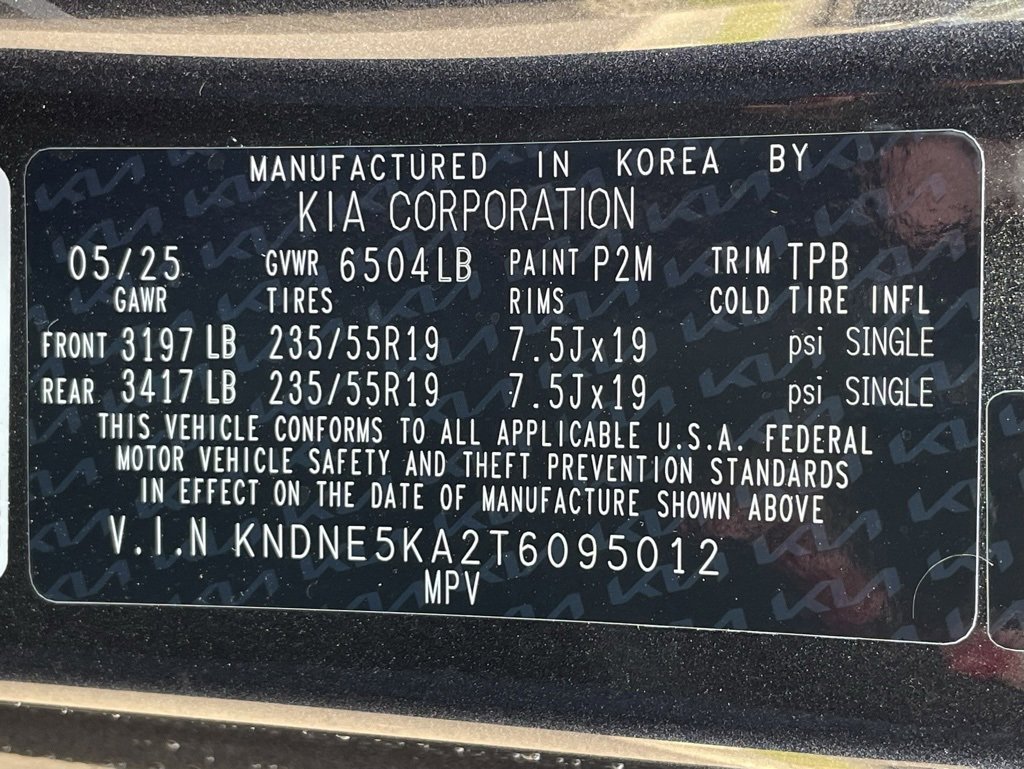 MANUFACTURED IN KOREA BY
KIA CORPORATION
05/25 GVWR 6504LB PAINT P2M TRIM TPB
GAWR TIRES RIMS COLD TIRE INFL
FRONT 3197 LB 235/55R19 7.5Jx19 psi SINGLE
REAR 3417 LB 235/55R19 7.5Jx19 psi SINGLE
THIS VEHICLE CONFORMS TO ALL APPLICABLE U.S.A. FEDERAL
MOTOR VEHICLE SAFETY AND THEFT PREVENTION STANDARDS
IN EFFECT ON THE DATE OF MANUFACTURE SHOWN ABOVE
V.I.N KNDNE5KA2T6095012
MPV